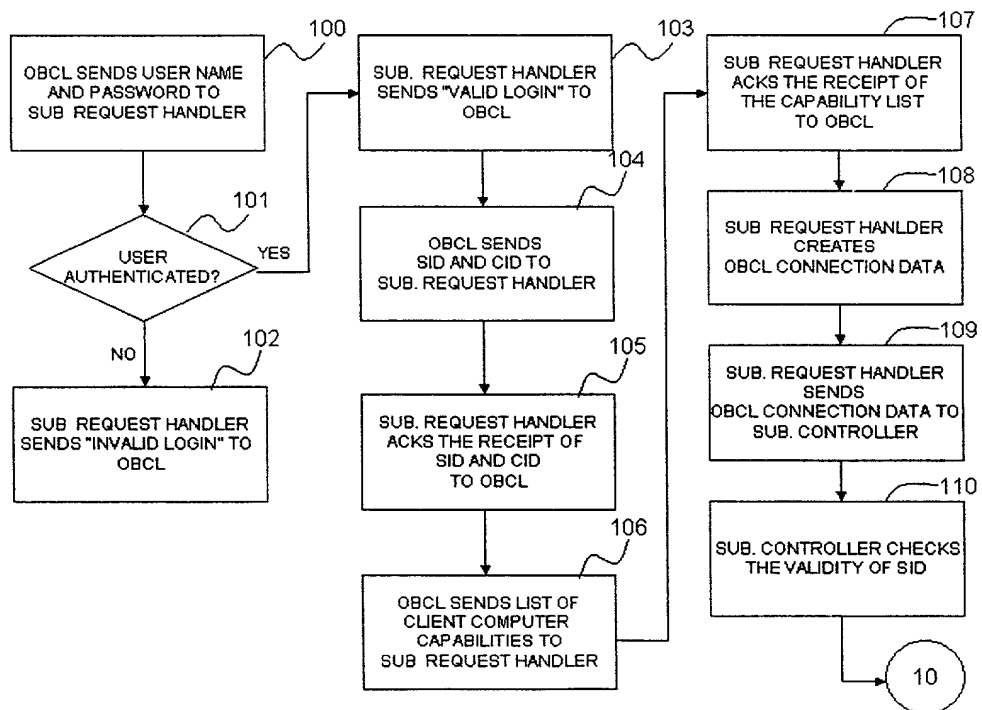 100
OBCL SENDS USER NAME
AND PASSWORD TO
SUB REQUEST HANDLER
101
USER
AUTHENTICATED?
YES
NO
102
SUB REQUEST HANDLER
SENDS "INVALID LOGIN" TO
OBCL
103
SUB. REQUEST HANDLER
SENDS "VALID LOGIN" TO
OBCL
104
OBCL SENDS
SID AND CID TO
SUB. REQUEST HANDLER
105
SUB. REQUEST HANDLER
ACKS THE RECEIPT OF
SID AND CID
TO OBCL
106
OBCL SENDS LIST OF
CLIENT COMPUTER
CAPABILITIES TO
SUB REQUEST HANDLER
107
SUB REQUEST HANDLER
ACKS THE RECEIPT OF
THE CAPABILITY LIST
TO OBCL
108
SUB REQUEST HANLDER
CREATES
OBCL CONNECTION DATA
109
SUB. REQUEST HANDLER
SENDS
OBCL CONNECTION DATA TO
SUB. CONTROLLER
110
SUB. CONTROLLER CHECKS
THE VALIDITY OF SID
10